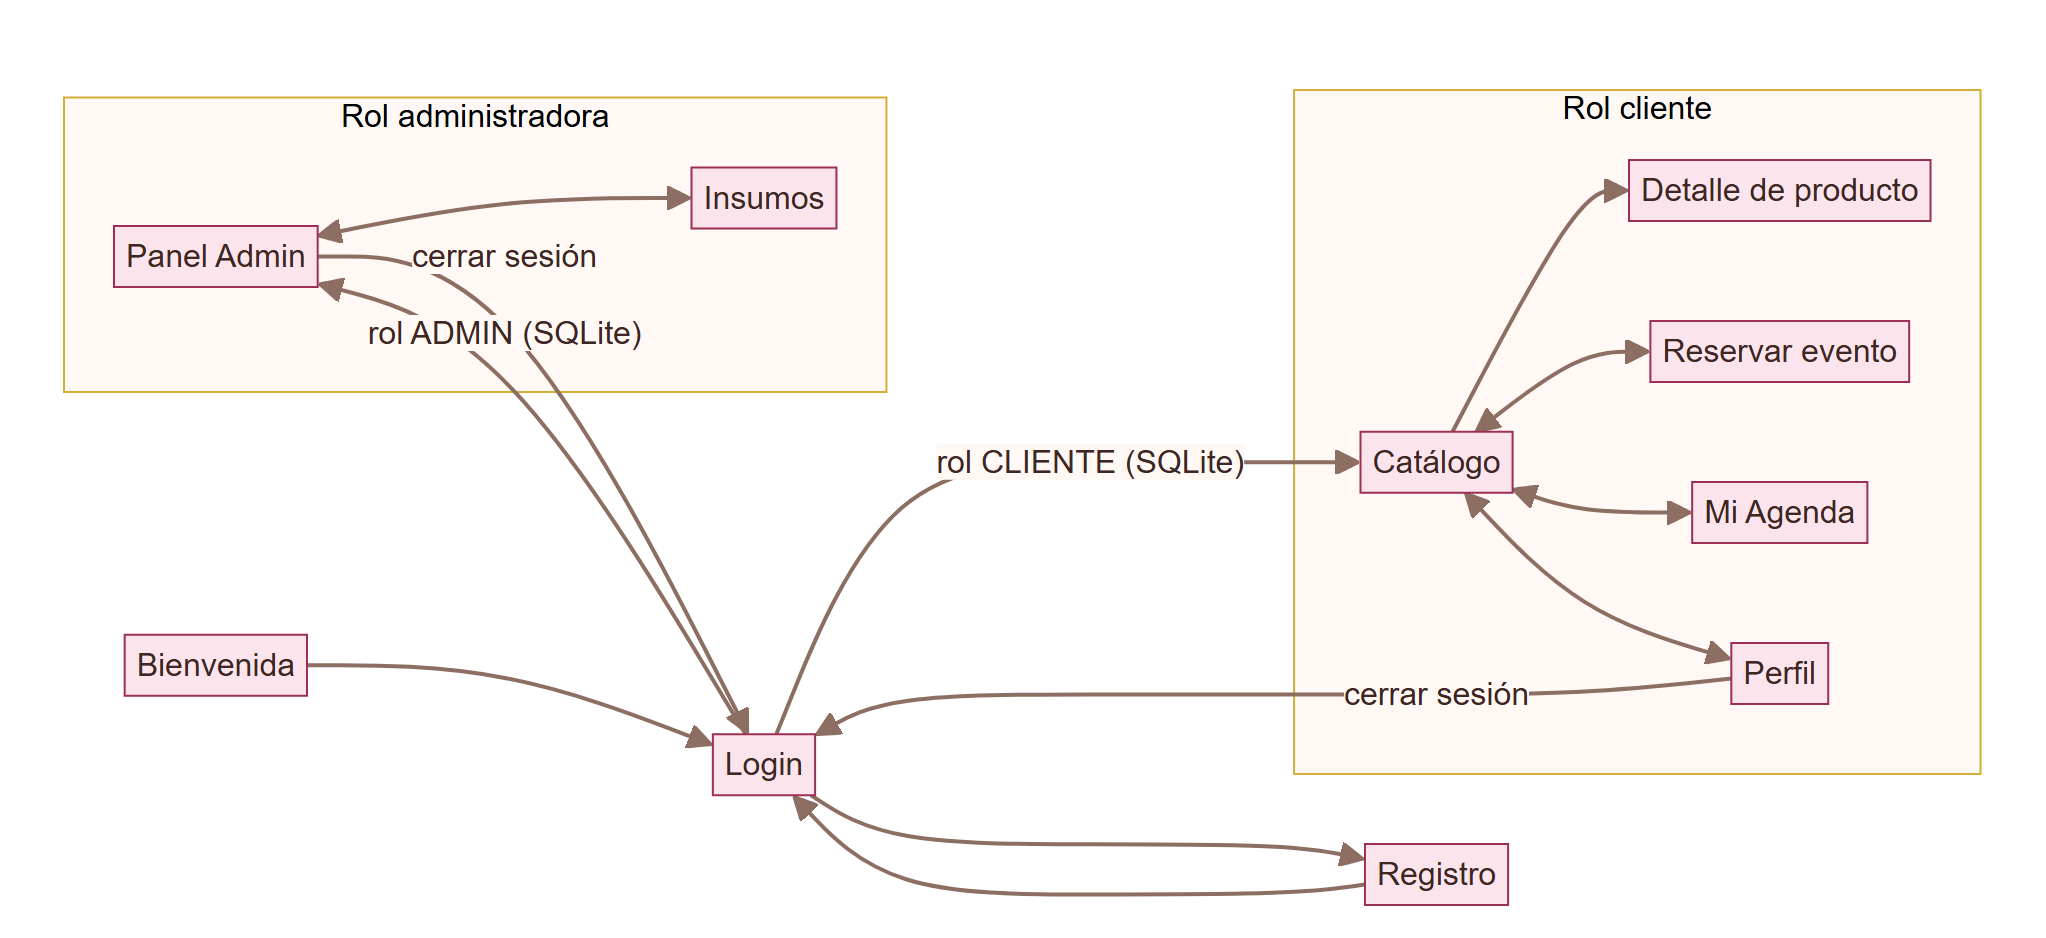 Rol administradora
Insumos
Panel Admin
cerrar sesión
rol ADMIN (SQLite)
Rol cliente
Detalle de producto
Reservar evento
rol CLIENTE (SQLite)
Catálogo
Mi Agenda
Bienvenida
Perfil
cerrar sesión
Login
Registro